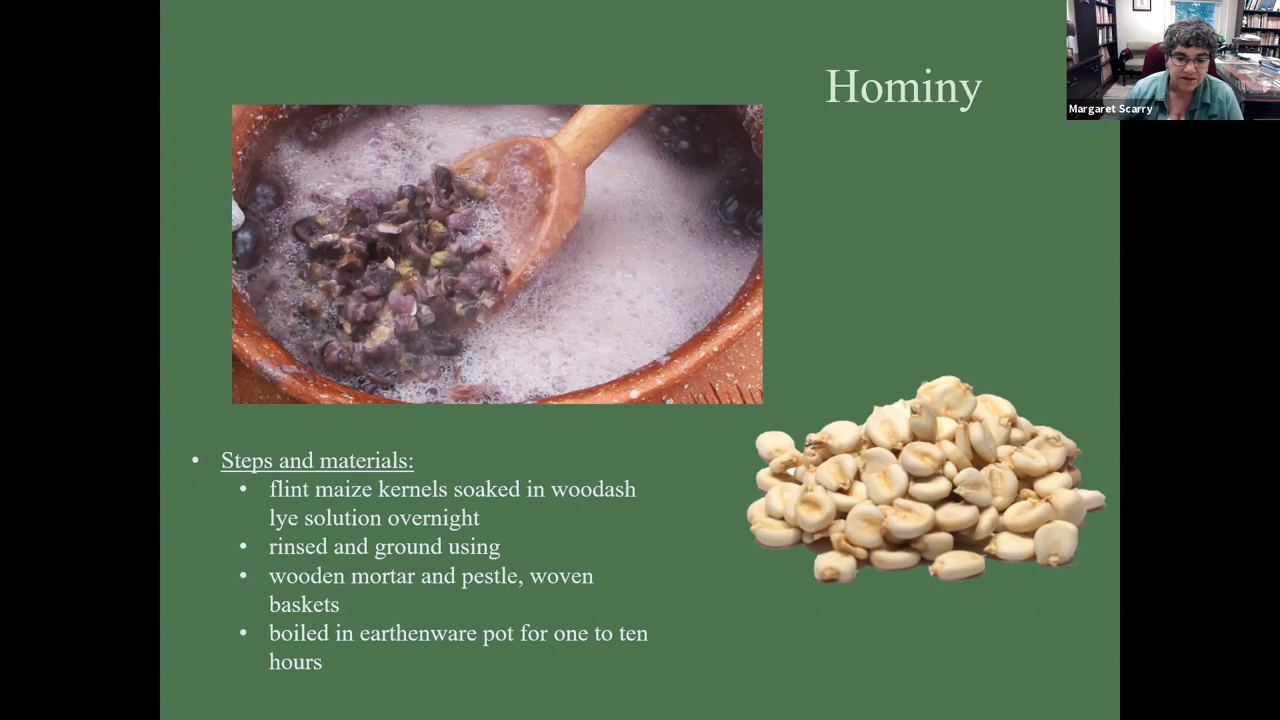 Hominy
Margaret Scarry
• Steps and materials:
• flint maize kernels soaked in woodash
lye solution overnight
• rinsed and ground using
• wooden mortar and pestle, woven
baskets
• boiled in earthenware pot for one to ten
hours